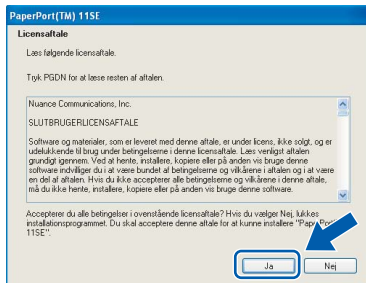 PaperPort(TM) 11SE
Licensaftale
Læs følgende licensaftale.
Tryk PGDN for at læse resten af aftalen.
Nuance Communications, Inc.
SLUTBRUGERLICENSAFTALE
Software og materialer, som er leveret med denne aftale, er under licens, ikke solgt, og er
udelukkende til brug under betingelserne i denne licensaftale. Læs venligst aftalen
grundigt igennem. Ved at hente, installere, kopiere eller på anden vis bruge denne
software indvilliger du i at være bundet af betingelserne og vilkårene i aftalen og i at være
en del af aftalen. Hvis du ikke accepterer alle betingelserne og vilkårene i denne aftale,
må du ikke hente, installere, kopiere eller på anden vis bruge denne software.
Accepterer du alle betingelser i ovenstående licensaftale? Hvis du vælger Nej, lukkes
installationsprogrammet. Du skal acceptere denne aftale for at kunne installere "PaperPort
11SE".
Ja
Nej